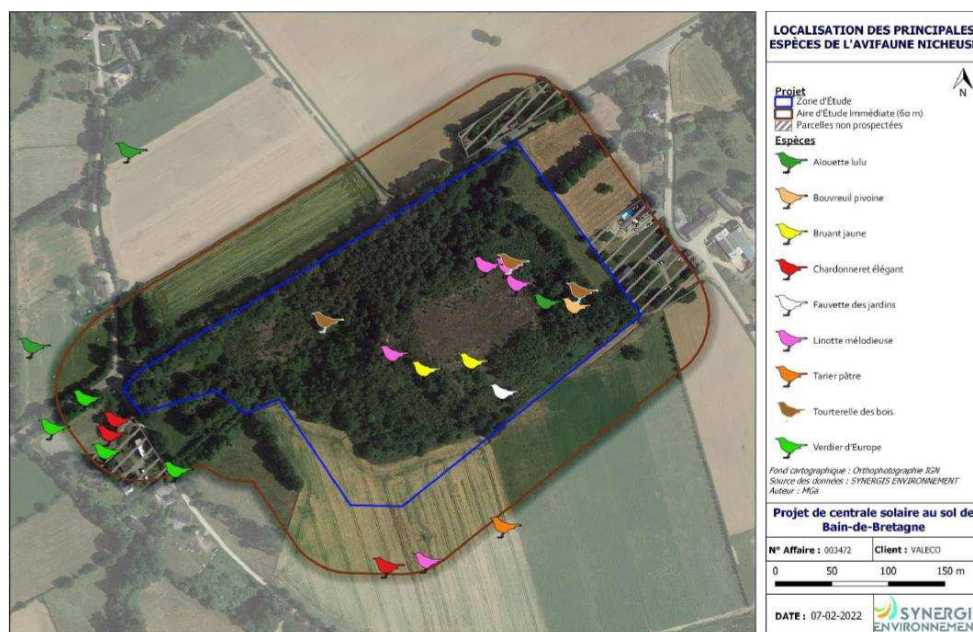 LOCALISATION DES PRINCIPALES
ESPÈCES DE L'AVIFAUNE NICHEUSE
N
Projet
Zone d'Étude
Aire d'Étude Immédiate (60 m)
Parcelles non prospectées
Espèces
Alouette lulu
Bouvreuil pivoine
Bruant jaune
Chardonneret élégant
Fauvette des jardins
Linotte mélodieuse
Tarier pâtre
Tourterelle des bois
Verdier d'Europe
Fond cartographique : Orthophotographie IGN
Source des données : SYNERGIS ENVIRONNEMENT
Auteur : MGa
Projet de centrale solaire au sol de
Bain-de-Bretagne
N° Affaire : 003472 Client : VALECO
0 50 100 150 m
DATE : 07-02-2022
SYNERGI
ENVIRONNEMEN